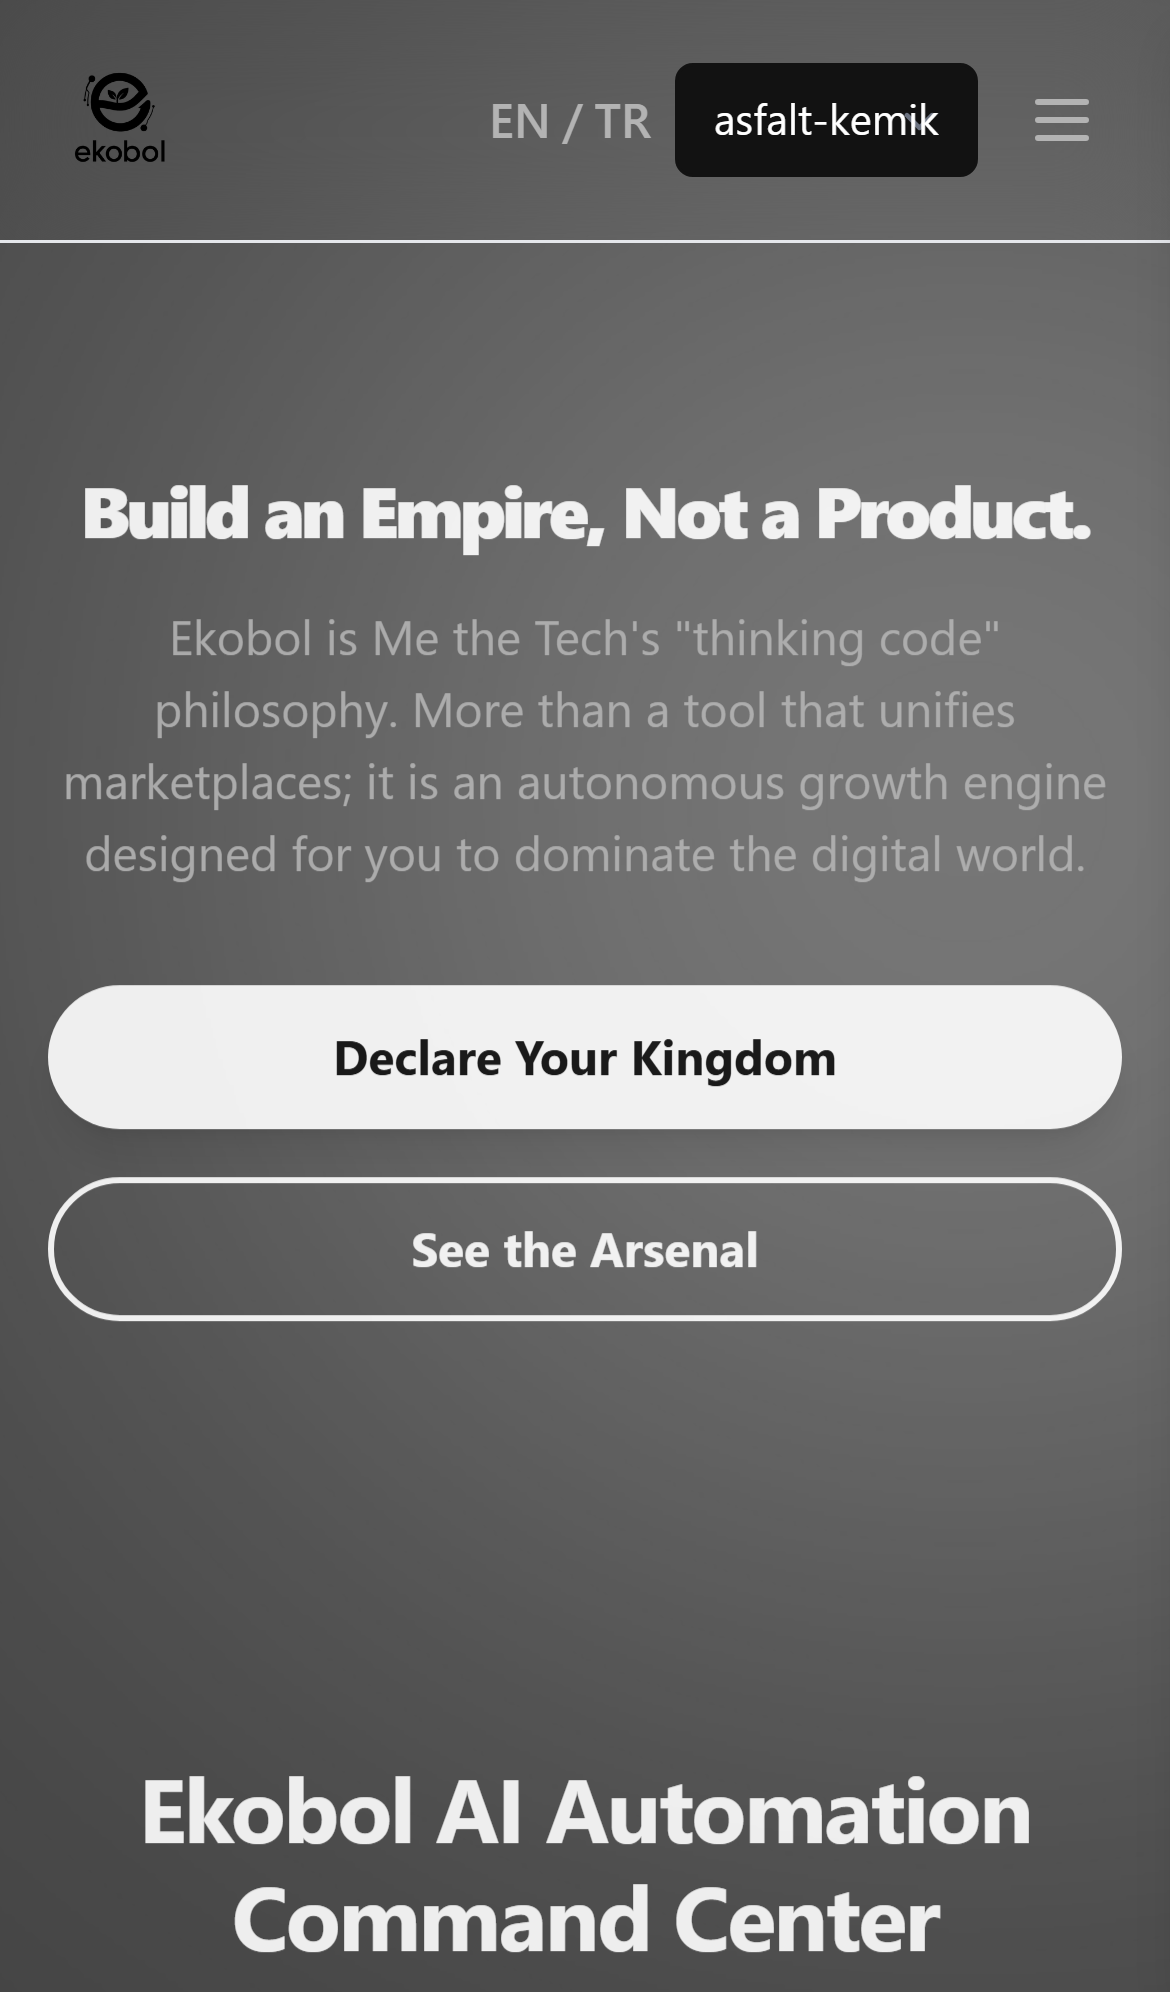 ekobol
EN / TR
asfalt-kemik
Build an Empire, Not a Product.
Ekobol is Me the Tech's "thinking code"
philosophy. More than a tool that unifies
marketplaces; it is an autonomous growth engine
designed for you to dominate the digital world.
Declare Your Kingdom
See the Arsenal
Ekobol AI Automation
Command Center